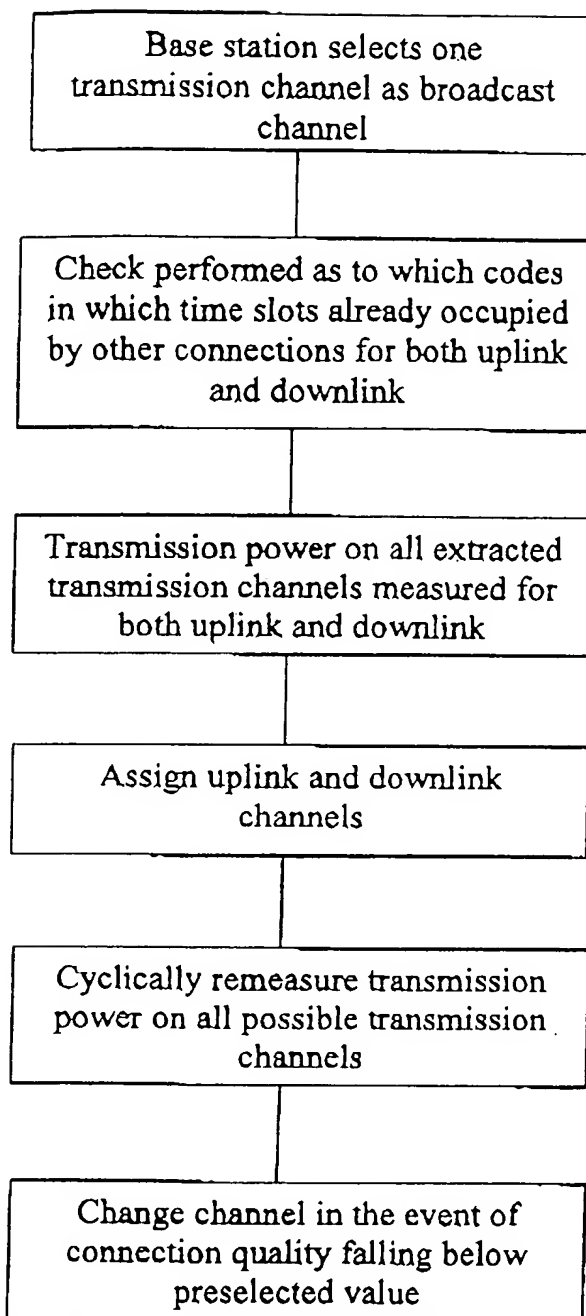 Base station selects one
transmission channel as broadcast
channel
Check performed as to which codes
in which time slots already occupied
by other connections for both uplink
and downlink
Transmission power on all extracted
transmission channels measured for
both uplink and downlink
Assign uplink and downlink
channels
Cyclically remeasure transmission
power on all possible transmission
channels
Change channel in the event of
connection quality falling below
preselected value